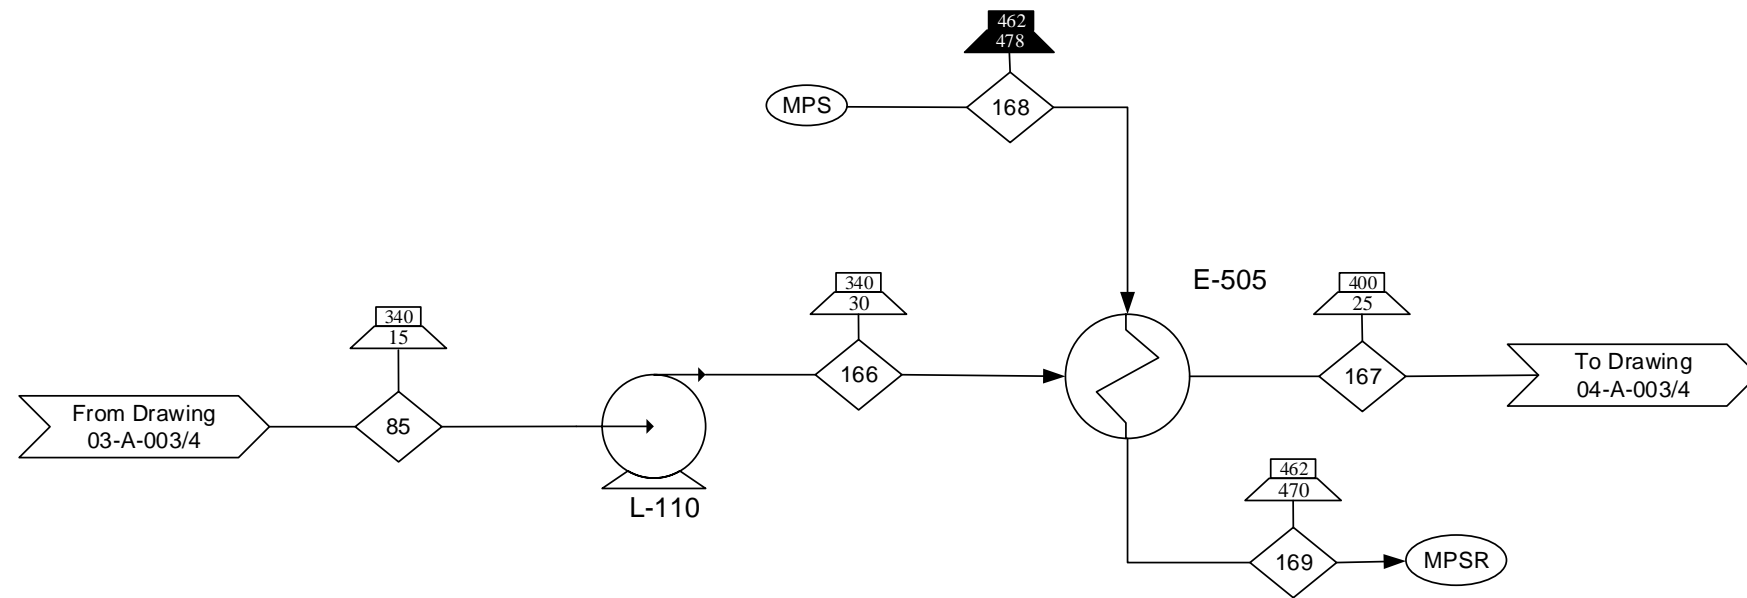 462
478
MPS
168
E-505
340
30
400
25
340
15
166
167
To Drawing
04-A-003/4
From Drawing
03-A-003/4
85
L-110
462
470
169
MPSR